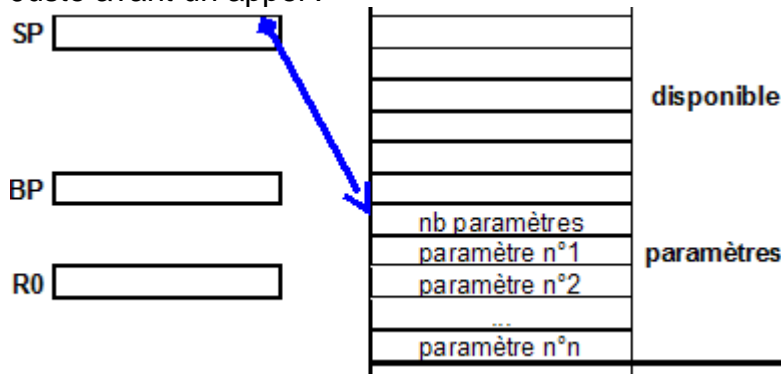 Juste avant un appel :
SP
disponible
BP
nb paramètres
paramètre n°1
paramètres
R0
paramètre n°2
...
paramètre n°n